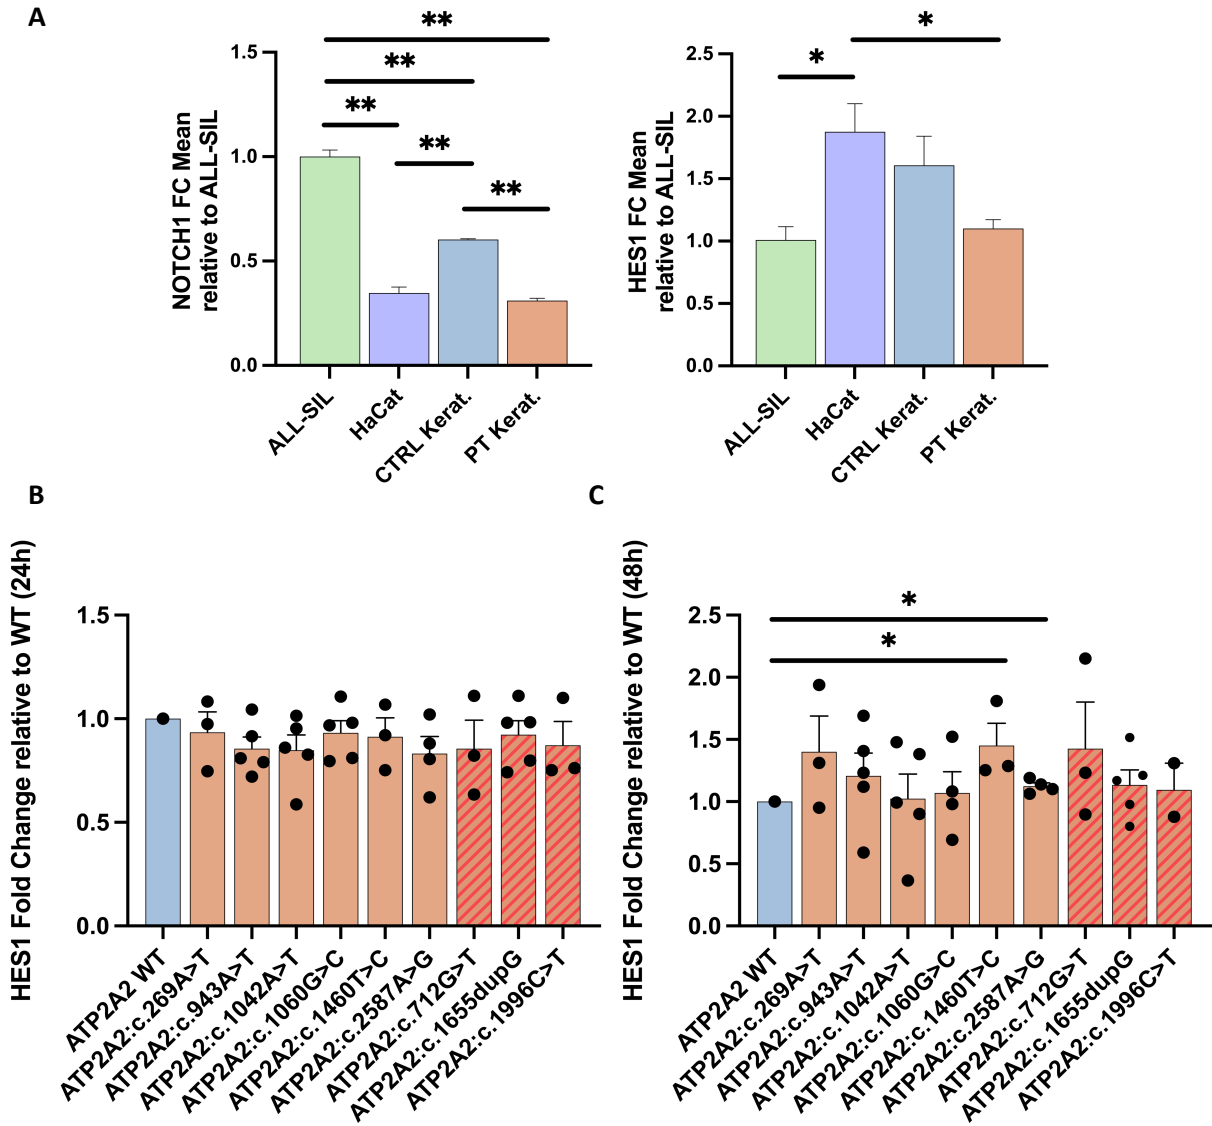 A
NOTCH1 FC Mean
relative to ALL-SIL
1.5
1.0
0.5
0.0
**
**
**
**
**
ALL-SIL
HaCat
CTRL Kerat.
PT Kerat.
HES1 FC Mean
relative to ALL-SIL
2.5
2.0
1.5
1.0
0.5
0.0
*
*
ALL-SIL
HaCat
CTRL Kerat.
PT Kerat.
B
HES1 Fold Change relative to WT (24h)
1.5
1.0
0.5
0.0
ATP2A2 WT
ATP2A2:c.269A>T
ATP2A2:c.943A>T
ATP2A2:c.1042A>T
ATP2A2:c.1060G>C
ATP2A2:c.1460T>C
ATP2A2:c.2587A>G
ATP2A2:c.712G>T
ATP2A2:c.1655dupG
ATP2A2:c.1996C>T
C
HES1 Fold Change relative to WT (48h)
2.5
2.0
1.5
1.0
0.5
0.0
*
*
ATP2A2 WT
ATP2A2:c.269A>T
ATP2A2:c.943A>T
ATP2A2:c.1042A>T
ATP2A2:c.1060G>C
ATP2A2:c.1460T>C
ATP2A2:c.2587A>G
ATP2A2:c.712G>T
ATP2A2:c.1655dupG
ATP2A2:c.1996C>T